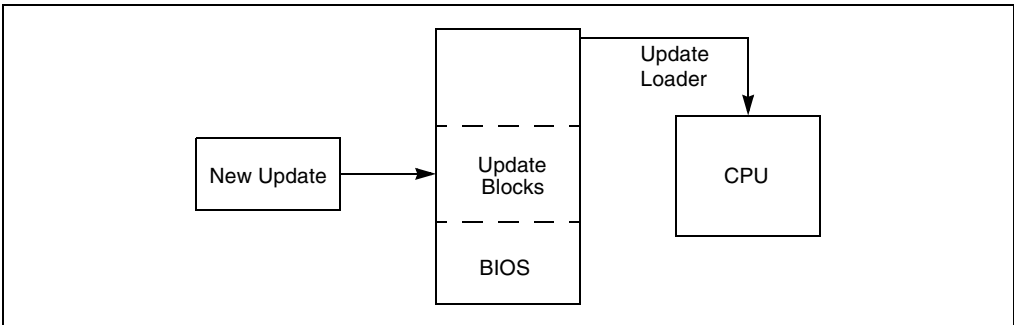 New Update
Update
Blocks
BIOS
Update
Loader
CPU